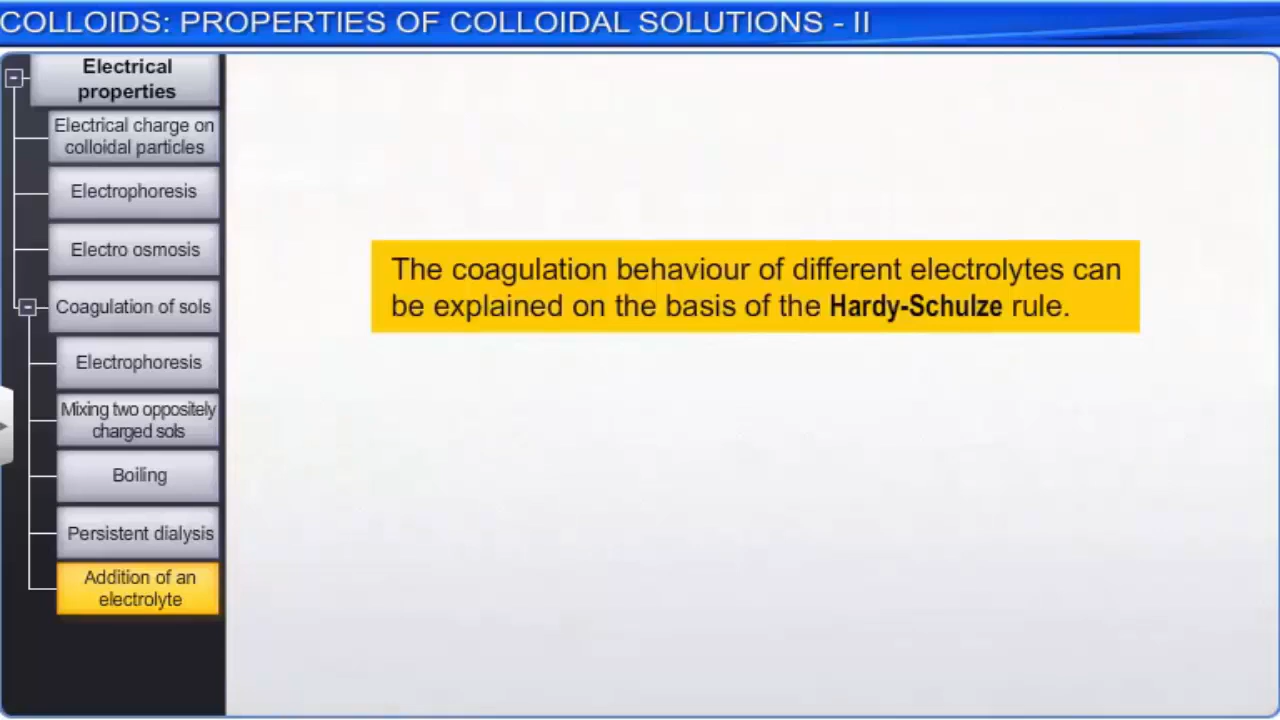 COLLOIDS: PROPERTIES OF COLLOIDAL SOLUTIONS - II
Electrical
properties
Electrical charge on
colloidal particles
Electrophoresis
Electro osmosis
Coagulation of sols
Electrophoresis
Mixing two oppositely
charged sols
Boiling
Persistent dialysis
Addition of an
electrolyte
The coagulation behaviour of different electrolytes can
be explained on the basis of the Hardy-Schulze rule.